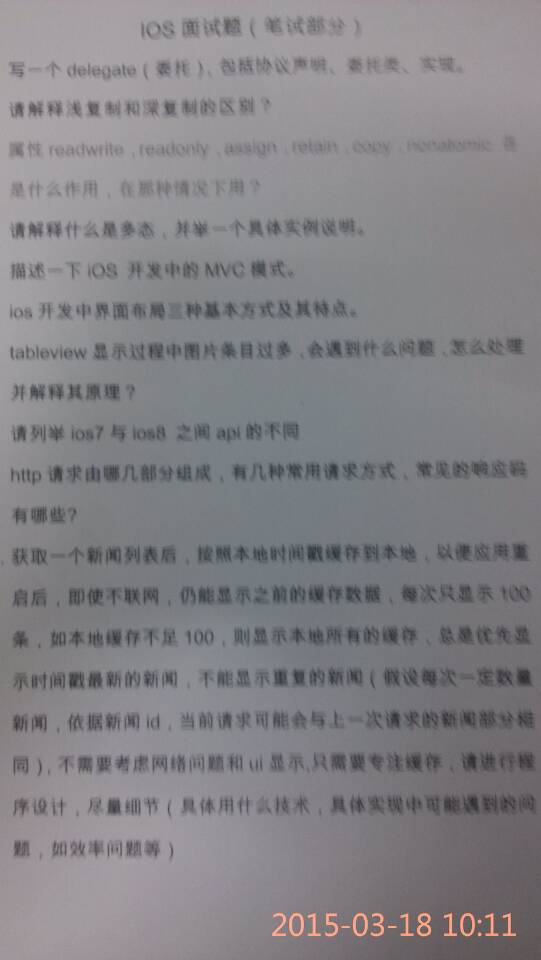 IOS 面试题(笔试部分)
写一个 delegate(委托),包括协议声明、委托类、实现。
请解释浅复制和深复制的区别?
属性 readwrite,readonly,assign,retain,copy,nonatomic 各
是什么作用,在那种情况下用?
请解释什么是多态,并举一个具体实例说明。
描述一下 iOS 开发中的 MVC 模式。
ios 开发中界面布局三种基本方式及其特点。
tableview 显示过程中图片条目过多,会遇到什么问题,怎么处理
并解释其原理?
请列举 ios7 与 ios8 之间 api 的不同
http 请求由哪几部分组成,有几种常用请求方式,常见的响应码
有哪些?
获取一个新闻列表后,按照本地时间戳缓存到本地,以便应用重
启后,即使不联网,仍能显示之前的缓存数据,每次只显示 100
条,如本地缓存不足 100,则显示本地所有的缓存,总是优先显
示时间戳最新的新闻,不能显示重复的新闻(假设每次一定数量
新闻,依据新闻 id,当前请求可能会与上一次请求的新闻部分相
同),不需要考虑网络问题和 ui 显示,只需要专注缓存,请进行程
序设计,尽量细节(具体用什么技术,具体实现中可能遇到的问
题,如效率问题等)
2015-03-18 10:11